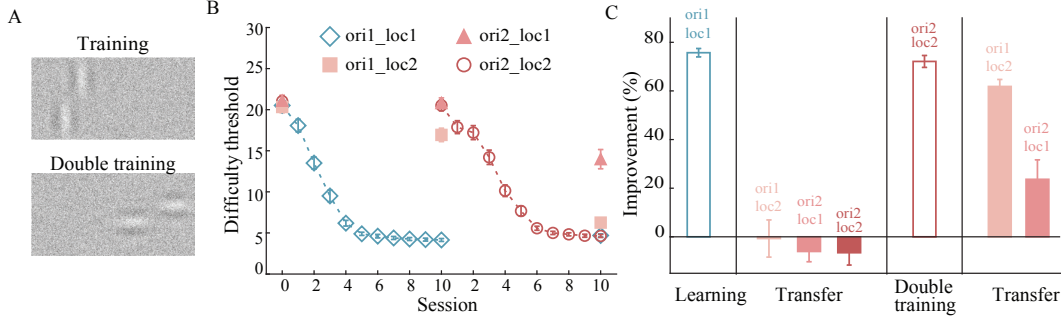 A
Training
Double training
B
ori1_loc1
ori2_loc1
ori1_loc2
ori2_loc2
Difficulty threshold
30
25
20
15
10
5
0
0 2 4 6 8 10 2 4 6 8 10
Session
C
Improvement (%)
80
60
40
20
0
ori1
loc1
ori1
loc2
ori2
loc1
ori2
loc2
ori2
loc2
ori1
loc2
ori2
loc1
Learning
Transfer
Double
training
Transfer